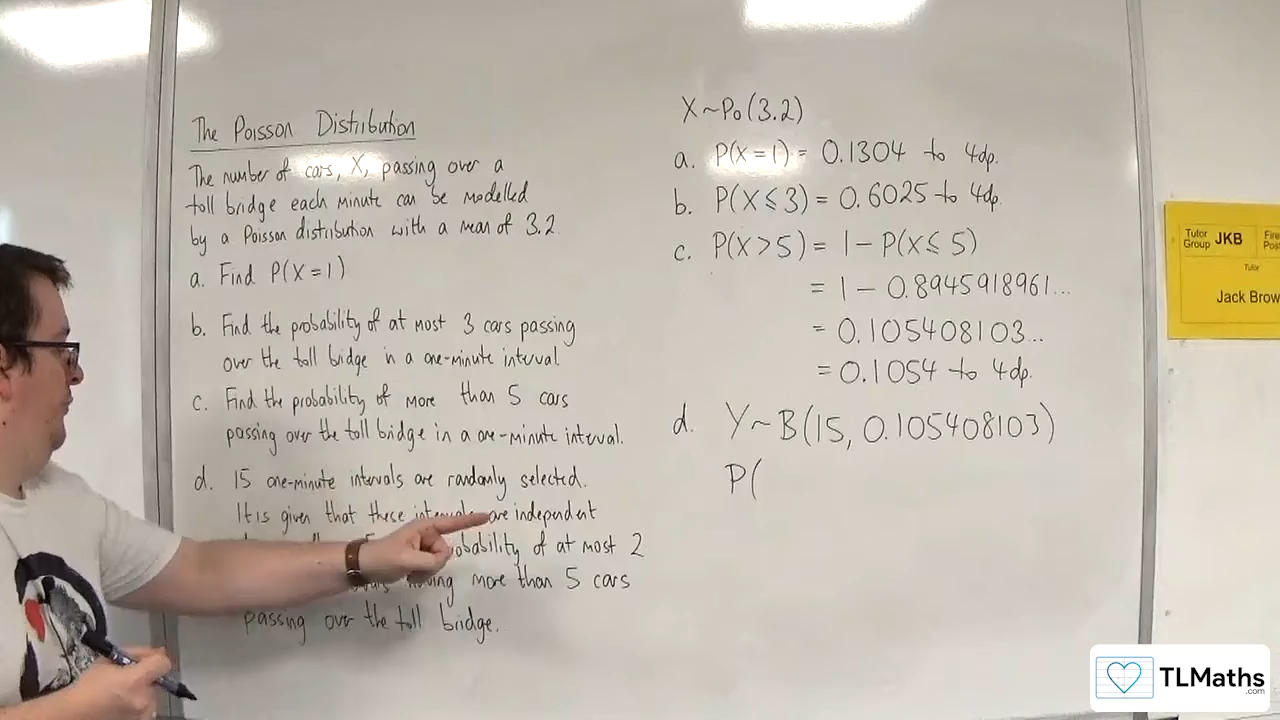 The Poisson Distribution
The number of cars, X, passing over a
toll bridge each minute can be modelled
by a Poisson distribution with a mean of 3.2.
a. Find P(X=1)
b. Find the probability of at most 3 cars passing
over the toll bridge in a one-minute interval.
c. Find the probability of more than 5 cars
passing over the toll bridge in a one-minute interval.
d. 15 one-minute intervals are randomly selected.
It is given that these are independent
of at most 2
having more than 5 cars
passing over the toll bridge.
X~Po(3.2)
a. P(X=1) = 0.1304 to 4dp.
b. P(X≤3) = 0.6025 to 4dp.
c. P(X>5) = 1 - P(X≤5)
= 1 - 0.8945918961...
= 0.105408103...
= 0.1054 to 4dp.
d. Y~B(15, 0.105408103)
P(
Tutor Group JKB
Tutor
Jack Brow
TLMaths
.com